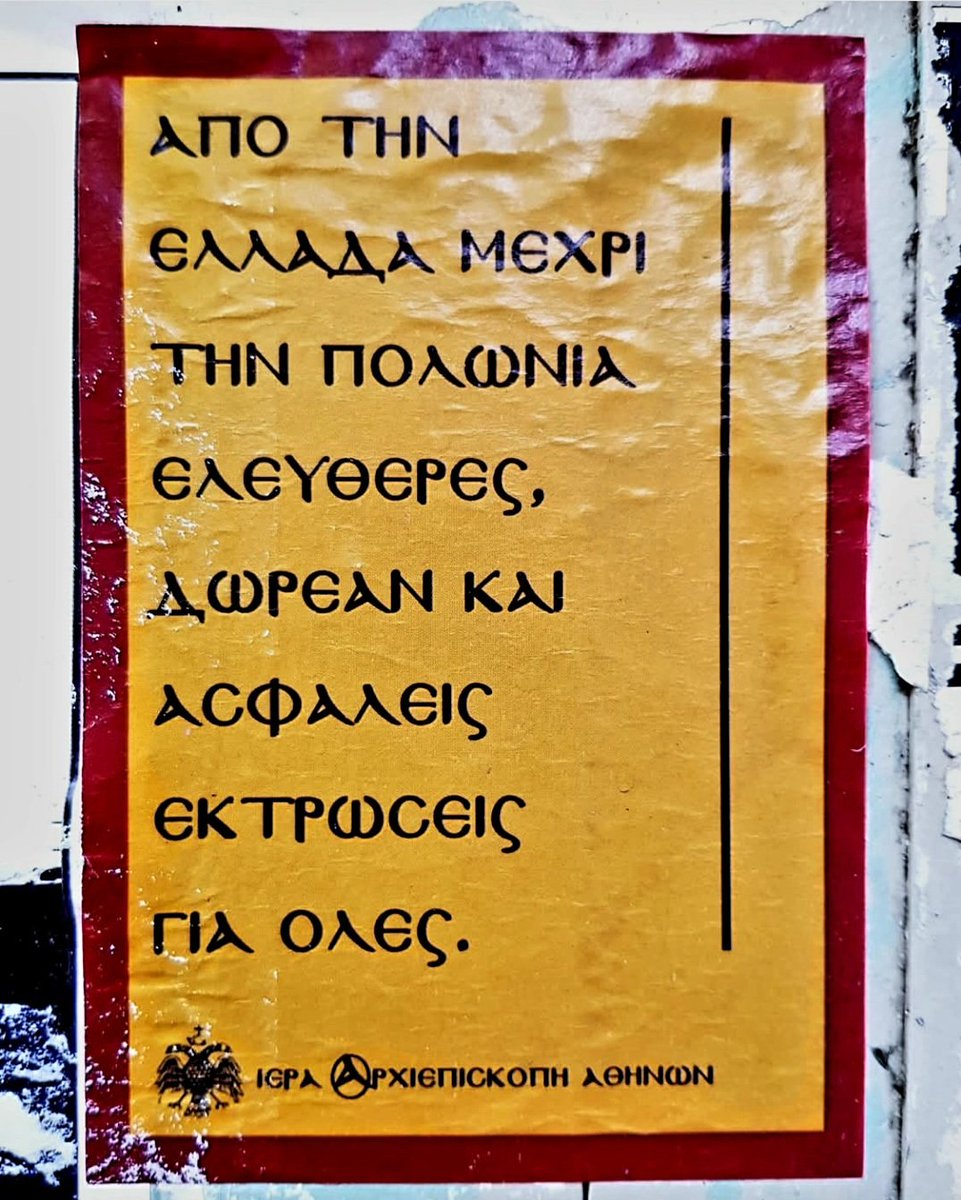 ΑΠΟ ΤΗΝ
ΕΛΛΑΔΑ ΜΕΧΡΙ
ΤΗΝ ΠΟΛΩΝΙΑ
ΕΛΕΥΘΕΡΕς,
ΔΩΡΕΑΝ ΚΑΙ
ΑΣΦΑΛΕΙς
ΕΚΤΡΩΣΕΙς
ΓΙΑ ΟΛΕς.
ΙΕΡΑ ΑΡΧΙΕΠΙΣΚΟΠΗ ΑΘΗΝΩΝ